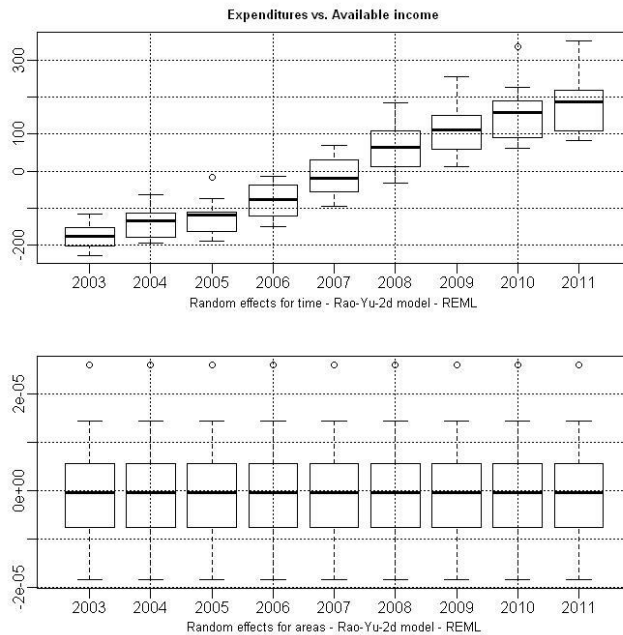 Expenditures vs. Available income
300
100
0
-200
2003 2004 2005 2006 2007 2008 2009 2010 2011
Random effects for time - Rao-Yu-2d model - REML
2e-05
0e+00
-2e-05
2003 2004 2005 2006 2007 2008 2009 2010 2011
Random effects for areas - Rao-Yu-2d model - REML